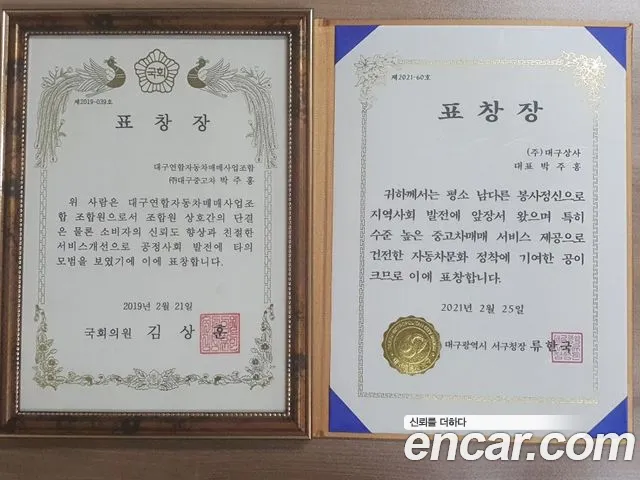 국회
제2019-039호
표 창 장
대구연합자동차매매사업조합
㈜대구중고차 박 주 홍
위 사람은 대구연합자동차매매사업조
합 조합원으로서 조합원 상호간의 단결
은 물론 소비자의 신뢰도 향상과 친절한
서비스개선으로 공정사회 발전에 타의
모범을 보였기에 이에 표창합니다.
2019년 2월 21일
국회의원 김 상 훈
제2021-60호
표 창 장
(주)대구상사
대표 박 주 홍
귀하께서는 평소 남다른 봉사정신으로
지역사회 발전에 앞장서 왔으며 특히
수준 높은 중고차매매 서비스 제공으로
건전한 자동차문화 정착에 기여한 공이
크므로 이에 표창합니다.
2021년 2월 25일
대구광역시 서구청장 류한국
신뢰를 더하다
encar.com